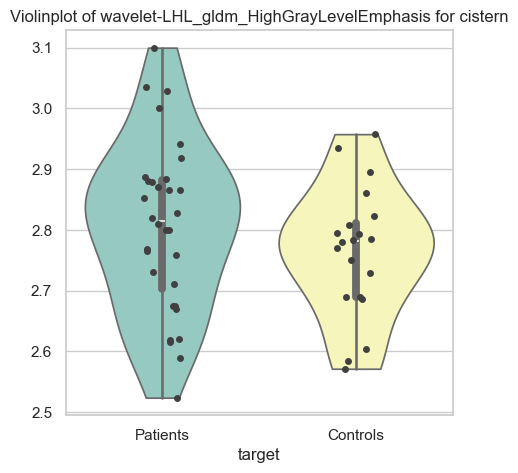 Violinplot of wavelet-LHL_gldm_HighGrayLevelEmphasis for cistern
3.1
3.0
2.9
2.8
2.7
2.6
2.5
Patients Controls
target